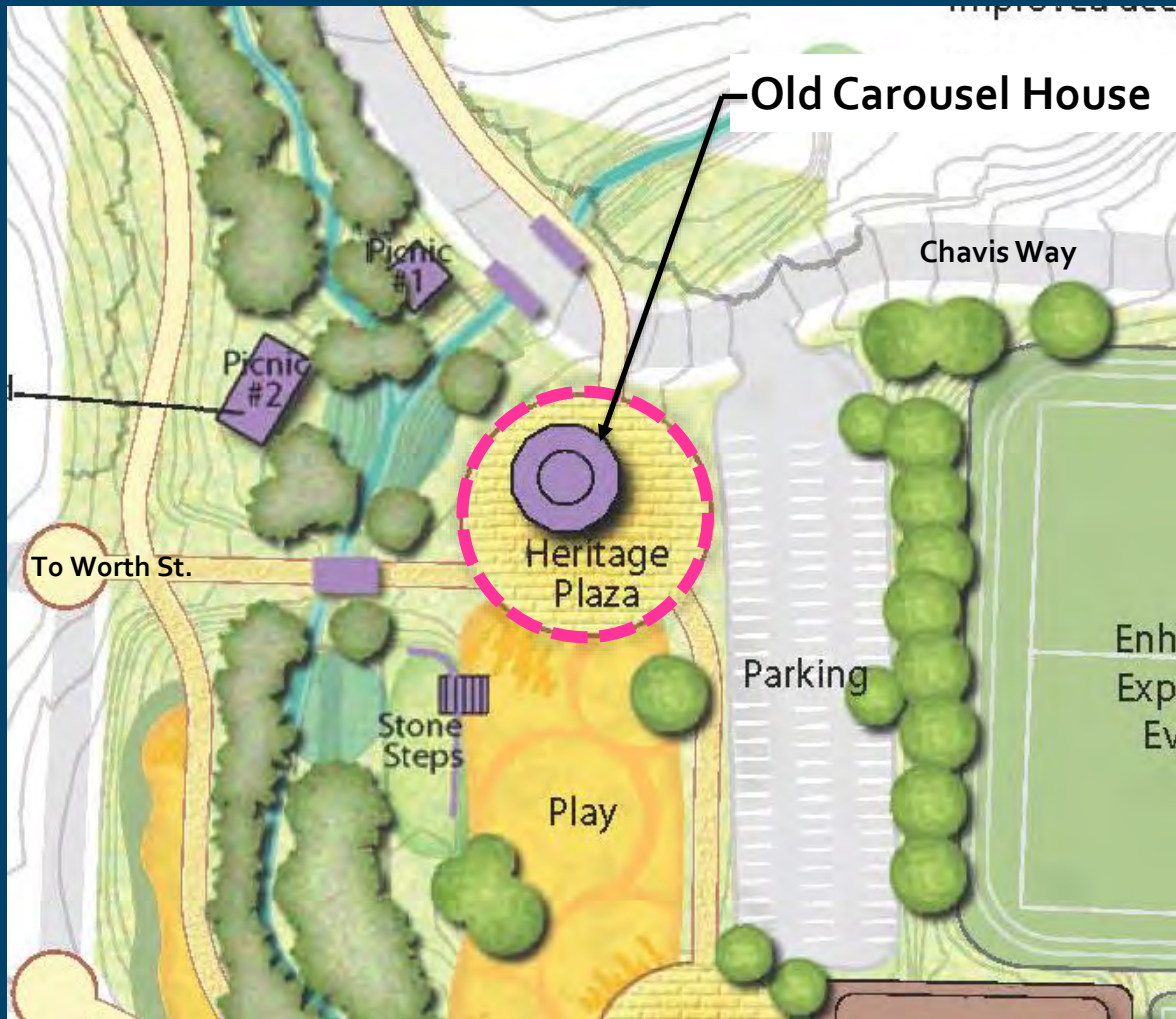 Old Carousel House
Chavis Way
Picnic
#1
Picnic
#2
To Worth St.
Heritage
Plaza
Parking
Stone
Steps
Play